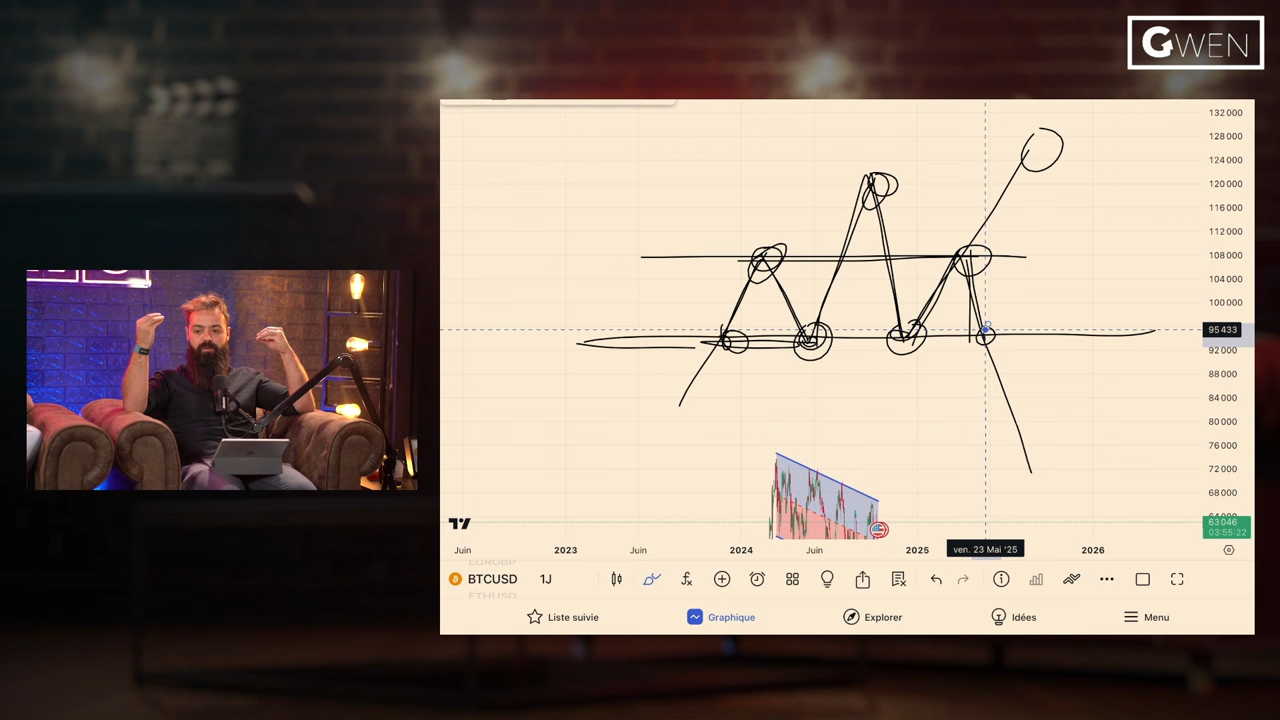 GWEN
132 000
128 000
124 000
120 000
116 000
112 000
108 000
104 000
100 000
95 433
92 000
88 000
84 000
80 000
76 000
72 000
68 000
63 046
03:55:22
Juin
2023
Juin
2024
Juin
2025
ven. 23 Mai '25
2026
BTCUSD
1J
ETHUSD
Liste suivie
Graphique
Explorer
Idées
Menu